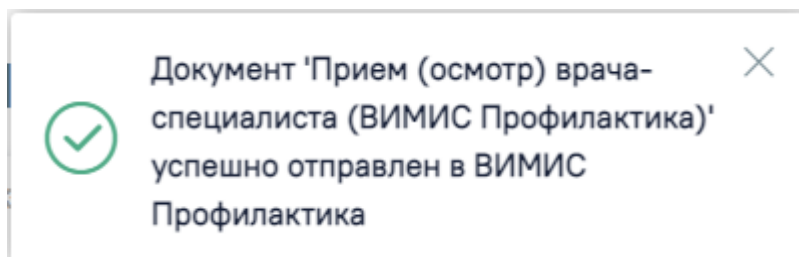 Документ 'Прием (осмотр) врача-
специалиста (ВИМИС Профилактика)'
успешно отправлен в ВИМИС
Профилактика